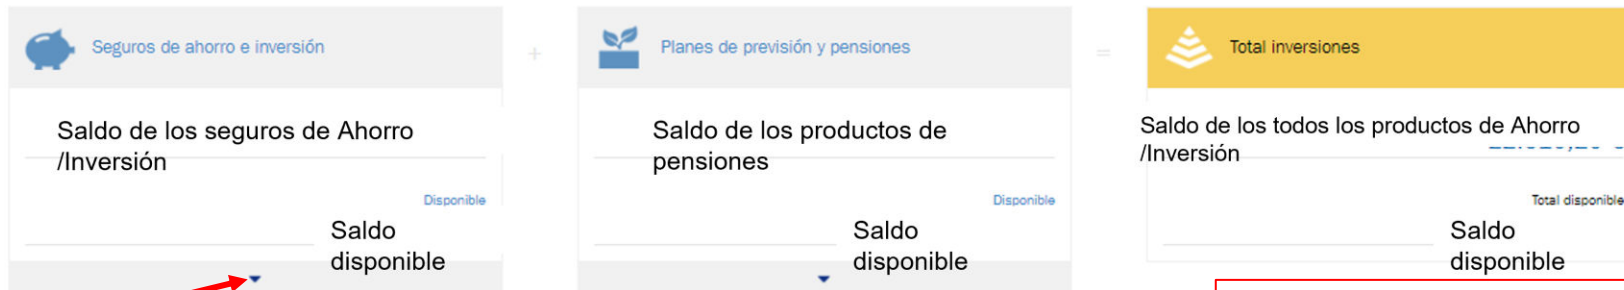 Seguros de ahorro e inversión
+
Planes de previsión y pensiones
=
Total inversiones
Saldo de los seguros de Ahorro
/Inversión
Saldo de los productos de
pensiones
Saldo de los todos los productos de Ahorro
/Inversión
Disponible
Saldo
disponible
Disponible
Saldo
disponible
Total disponible
Saldo
disponible